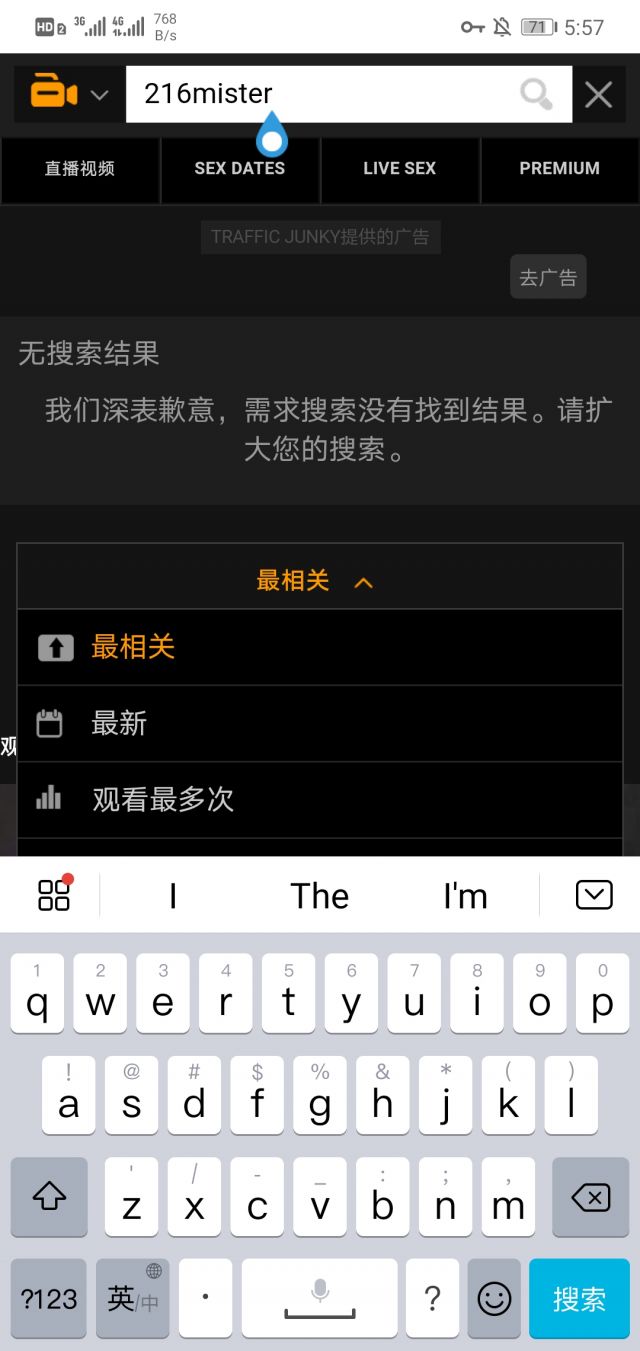 HD 2 3G 4G 768 B/s 71 5:57
216mister
直播视频 SEX DATES LIVE SEX PREMIUM
TRAFFIC JUNKY提供的广告
去广告
无搜索结果
我们深表歉意，需求搜索没有找到结果。请扩
大您的搜索。
最相关
最相关
最新
观
观看最多次
I The I'm
1 2 3 4 5 6 7 8 9 0
q w e r t y u i o p
! @ # $ % & * ( )
a s d f g h j k l
' / - _ : ; ,
z x c v b n m
?123 英/中 · ? 搜索